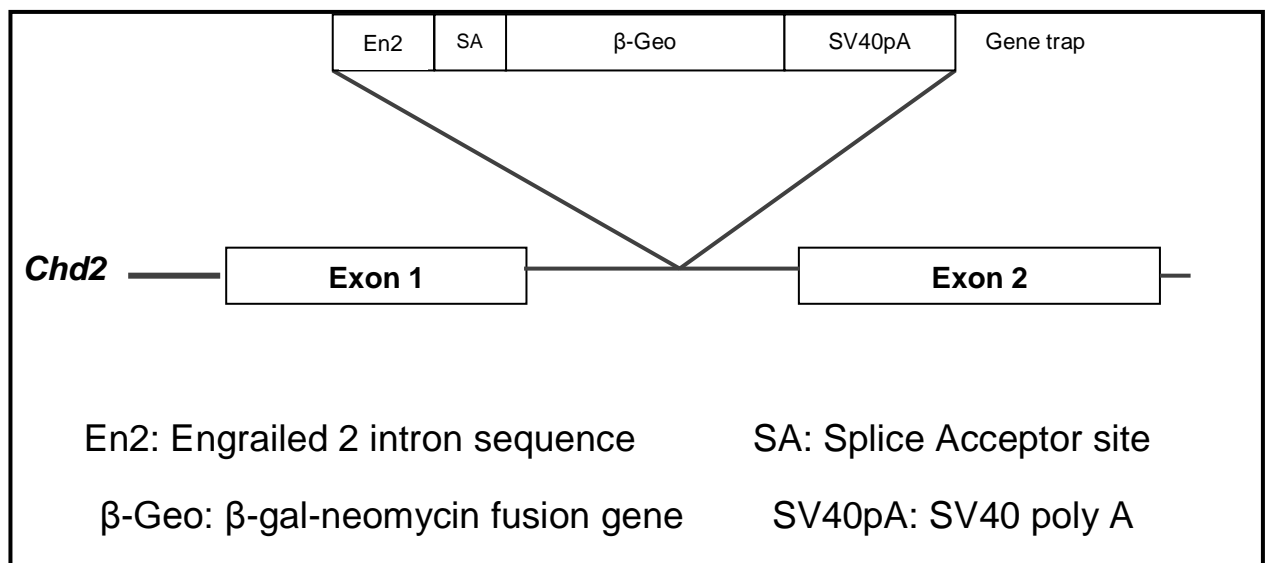 En2 SA β-Geo SV40pA Gene trap
Chd2 Exon 1 Exon 2
En2: Engrailed 2 intron sequence SA: Splice Acceptor site
β-Geo: β-gal-neomycin fusion gene SV40pA: SV40 poly A